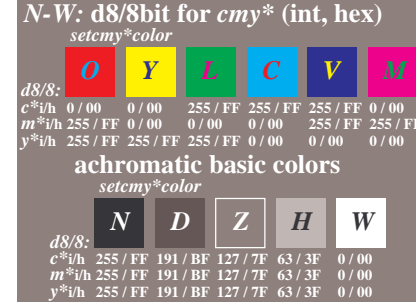 N-W: d8/8bit for cmy* (int, hex)
setcmy*color
O Y L C V M
d8/8:
c*i/h 0 / 00 0 / 00 255 / FF 255 / FF 255 / FF 0 / 00
m*i/h 255 / FF 0 / 00 0 / 00 0 / 00 255 / FF 255 / FF
y*i/h 255 / FF 255 / FF 255 / FF 0 / 00 0 / 00 0 / 00
achromatic basic colors
setcmy*color
N D Z H W
d8/8:
c*i/h 255 / FF 191 / BF 127 / 7F 63 / 3F 0 / 00
m*i/h 255 / FF 191 / BF 127 / 7F 63 / 3F 0 / 00
y*i/h 255 / FF 191 / BF 127 / 7F 63 / 3F 0 / 00